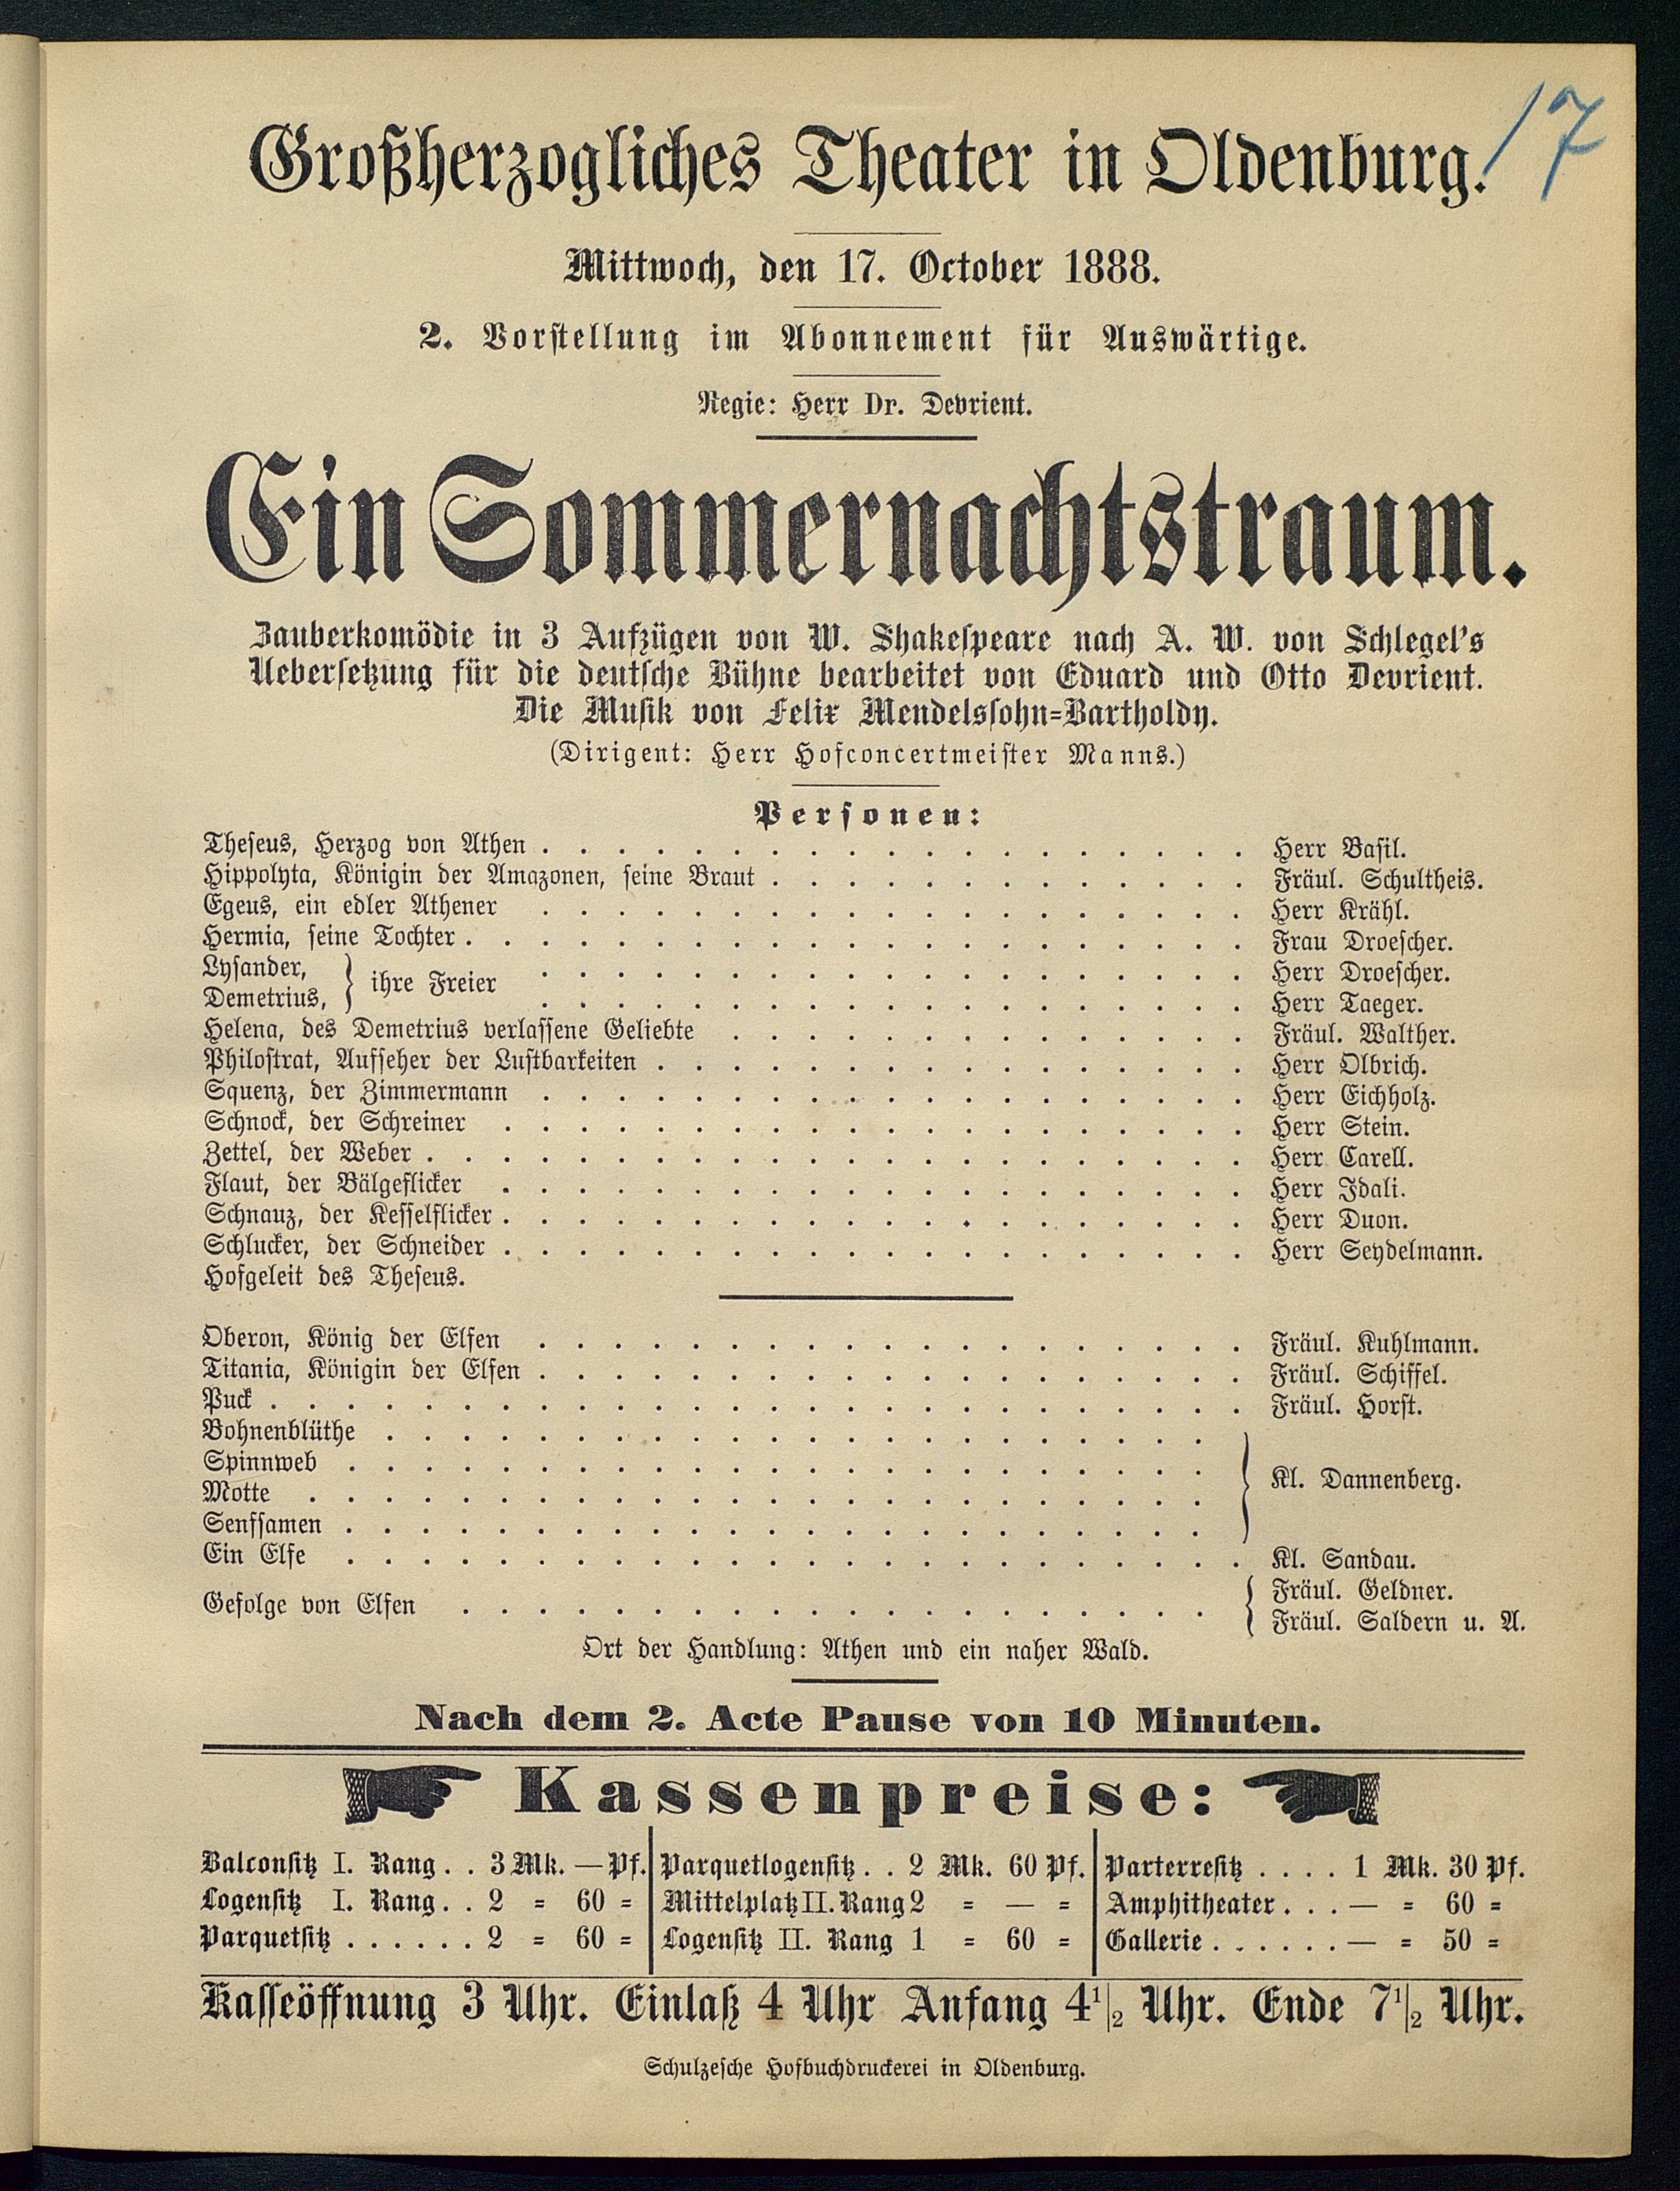 17
Großherzogliches Theater in Oldenburg.
Mittwoch, den 17. October 1888.
2. Vorstellung im Abonnement für Auswärtige.
Regie: Herr Dr. Devrient.
Ein Sommernachtstraum.
Zauberkomödie in 3 Aufzügen von W. Shakespeare nach A. W. von Schlegel's
Uebersetzung für die deutsche Bühne bearbeitet von Eduard und Otto Devrient.
Die Musik von Felix Mendelssohn=Bartholdy.
(Dirigent: Herr Hofconcertmeister Manns.)
Personen:
Theseus, Herzog von Athen . . . . . Herr Basil.
Hippolyta, Königin der Amazonen, seine Braut . . . . . Fräul. Schultheis.
Egeus, ein edler Athener . . . . . Herr Krähl.
Hermia, seine Tochter . . . . . Frau Droescher.
Lysander, } ihre Freier . . . . . Herr Droescher.
Demetrius, . . . . . Herr Taeger.
Helena, des Demetrius verlassene Geliebte . . . . . Fräul. Walther.
Philostrat, Aufseher der Lustbarkeiten . . . . . Herr Olbrich.
Squenz, der Zimmermann . . . . . Herr Eichholz.
Schnock, der Schreiner . . . . . Herr Stein.
Zettel, der Weber . . . . . Herr Carell.
Flaut, der Bälgeflicker . . . . . Herr Idali.
Schnauz, der Kesselflicker . . . . . Herr Duon.
Schlucker, der Schneider . . . . . Herr Seydelmann.
Hofgeleit des Theseus.
Oberon, König der Elfen . . . . . Fräul. Kuhlmann.
Titania, Königin der Elfen . . . . . Fräul. Schiffel.
Puck . . . . . Fräul. Horst.
Bohnenblüthe . . . . .
Spinnweb . . . . .
Motte . . . . . } Kl. Dannenberg.
Senfsamen . . . . .
Ein Elfe . . . . . Kl. Sandau.
Gefolge von Elfen . . . . . { Fräul. Geldner.
Fräul. Saldern u. A.
Ort der Handlung: Athen und ein naher Wald.
Nach dem 2. Acte Pause von 10 Minuten.
Kassenpreise:
Balconsitz I. Rang . . 3 Mk. — Pf. Parquetlogensitz . . 2 Mk. 60 Pf. Parterresitz . . . . 1 Mk. 30 Pf.
Logensitz I. Rang . . 2 = 60 = Mittelplatz II. Rang 2 = — = Amphitheater . . . — = 60 =
Parquetsitz . . . . . . 2 = 60 = Logensitz II. Rang 1 = 60 = Gallerie . . . . . . — = 50 =
Kasseöffnung 3 Uhr. Einlaß 4 Uhr Anfang 4 1/2 Uhr. Ende 7 1/2 Uhr.
Schulzesche Hofbuchdruckerei in Oldenburg.